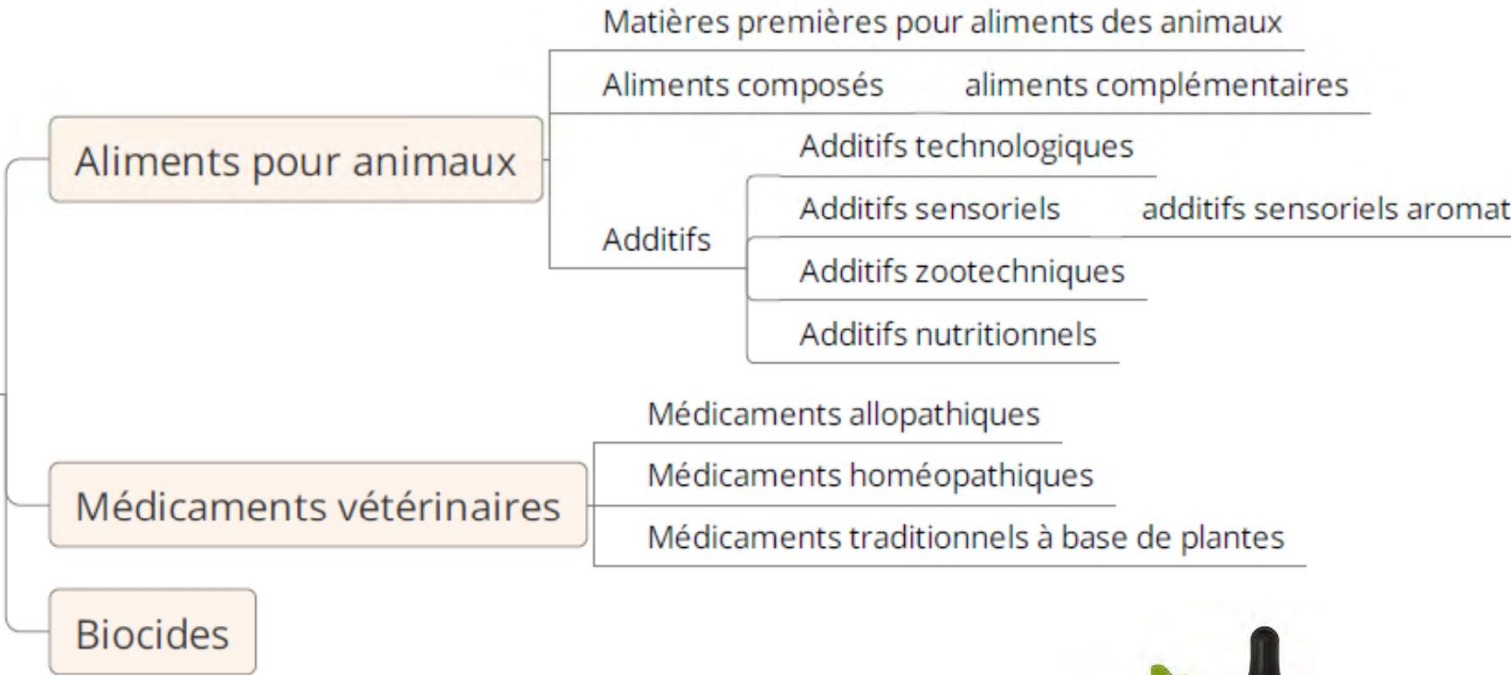 Matières premières pour aliments des animaux
Aliments composés aliments complémentaires
Aliments pour animaux
Additifs technologiques
Additifs sensoriels additifs sensoriels aromat
Additifs
Additifs zootechniques
Additifs nutritionnels
Médicaments allopathiques
Médicaments homéopathiques
Médicaments vétérinaires
Médicaments traditionnels à base de plantes
Biocides